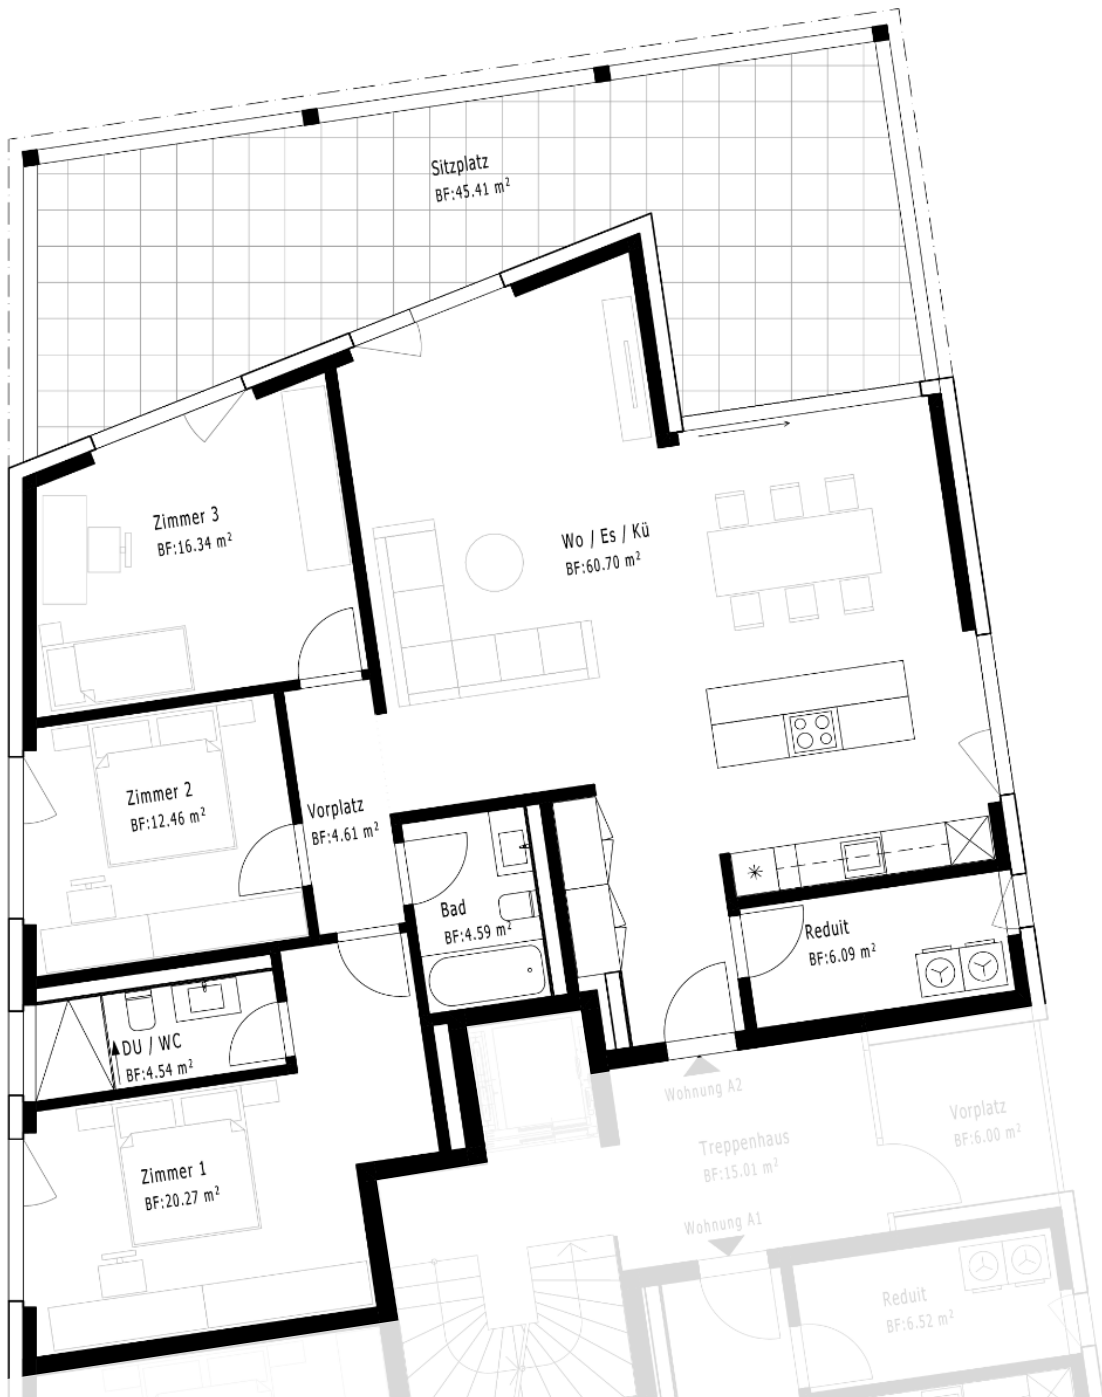 Sitzplatz
BF:45.41 m²
Zimmer 3
BF:16.34 m²
Wo / Es / Kü
BF:60.70 m²
Zimmer 2
BF:12.46 m²
Vorplatz
BF:4.61 m²
Bad
BF:4.59 m²
Reduit
BF:6.09 m²
DU / WC
BF:4.54 m²
Wohnung A2
Zimmer 1
BF:20.27 m²
Treppenhaus
BF:15.01 m²
Vorplatz
BF:6.00 m²
Wohnung A1
Reduit
BF:6.52 m²